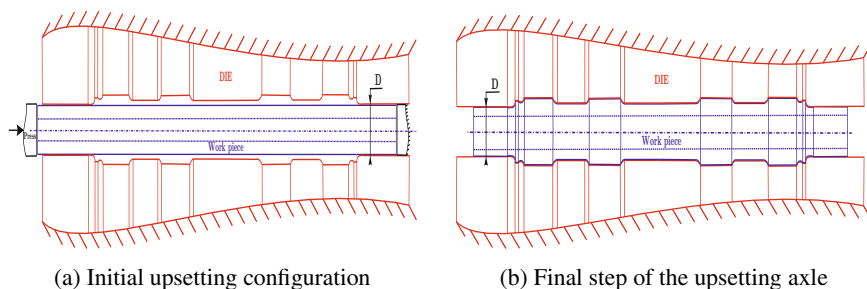 DIE
D
Press
Work piece
(a) Initial upsetting configuration
DIE
D
Work piece
(b) Final step of the upsetting axle